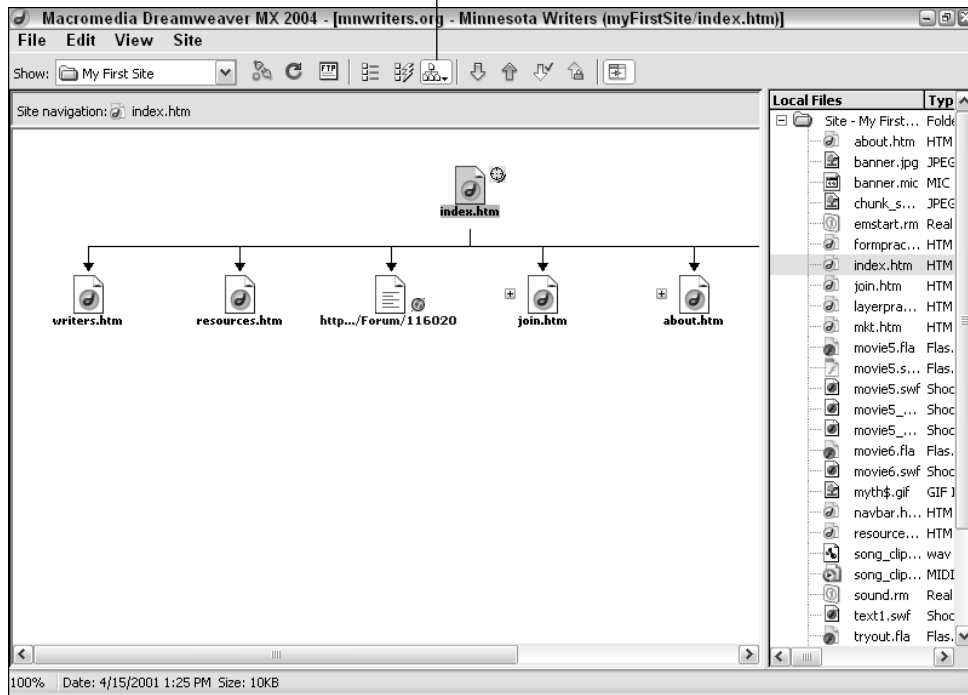 Macromedia Dreamweaver MX 2004 - [mnwriters.org - Minnesota Writers (myFirstSite/index.htm)]
File Edit View Site
Show: My First Site FTP
Site navigation: index.htm
index.htm
writers.htm resources.htm http.../Forum/116020 join.htm about.htm
Local Files Typ
Site - My First... Folde
about.htm HTM
banner.jpg JPEG
banner.mic MIC
chunk_s... JPEG
emstart.rm Real
formprac... HTM
index.htm HTM
join.htm HTM
layerpra... HTM
mkt.htm HTM
movie5.fla Flas.
movie5.s... Flas.
movie5.swf Shoc
movie5_... Shoc
movie5_... Shoc
movie6.fla Flas.
movie6.swf Shoc
myth$.gif GIF I
navbar.h... HTM
resource... HTM
song_clip... wav
song_clip... MIDI
sound.rm Real
text1.swf Shoc
tryout.fla Flas.
100% Date: 4/15/2001 1:25 PM Size: 10KB